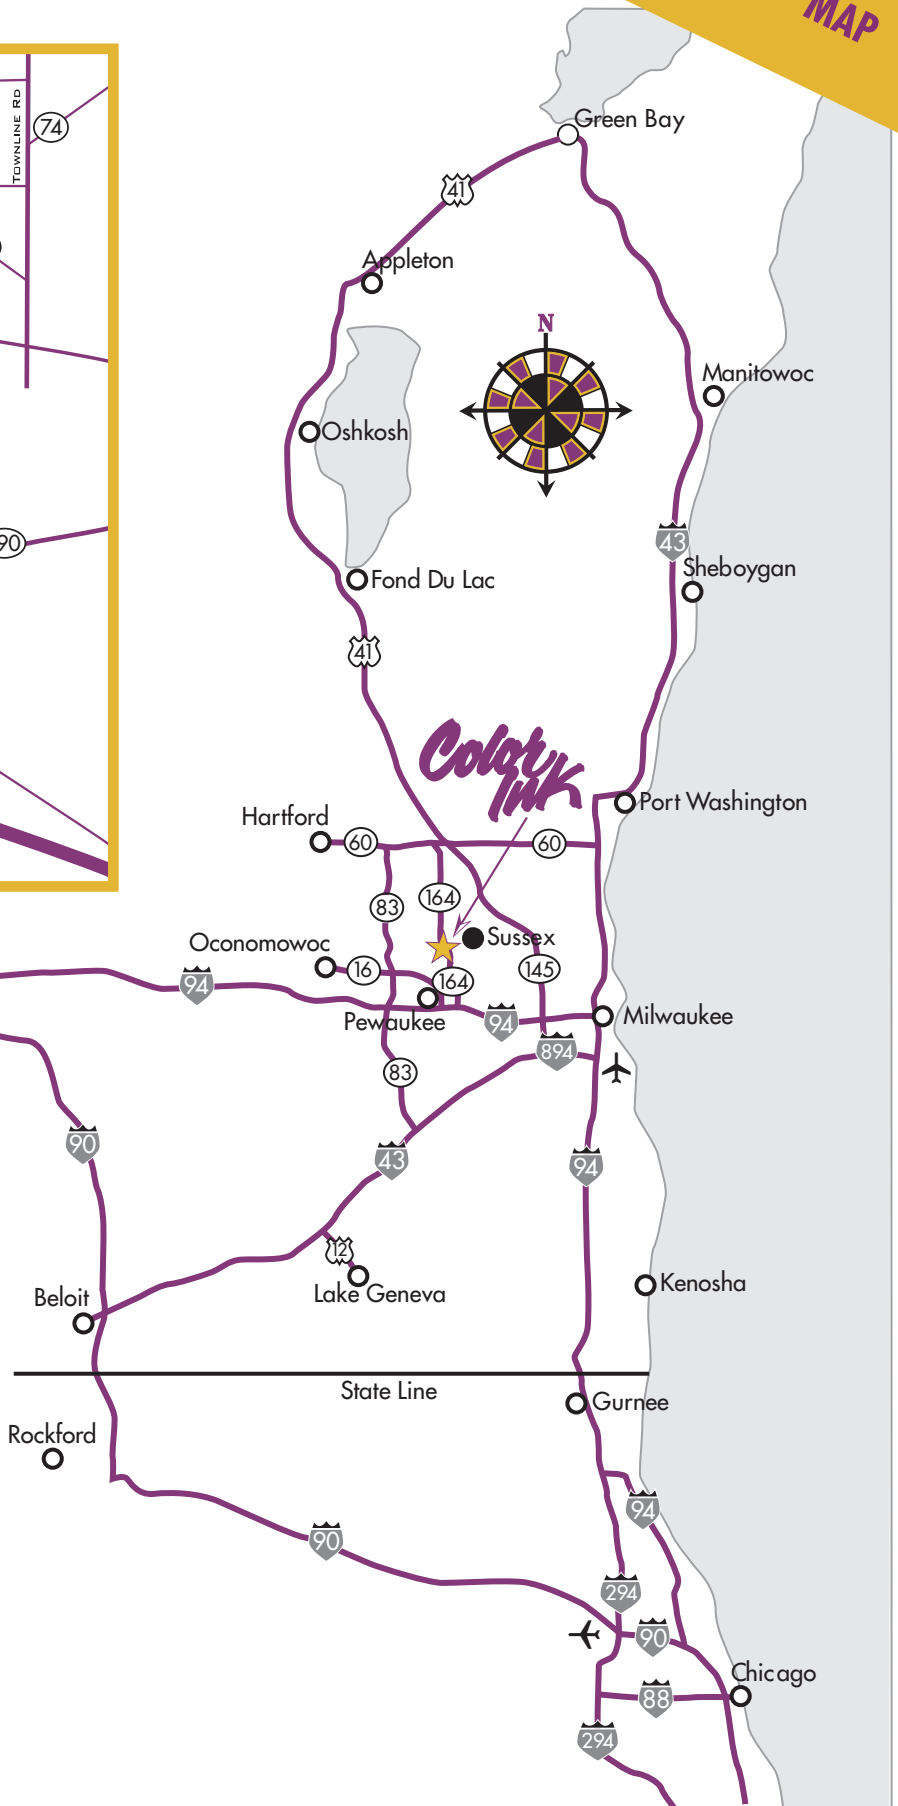 MAP
TOWNLINE RD
74
Green Bay
41
Appleton
N
Manitowoc
Oshkosh
90
43
Sheboygan
Fond Du Lac
41
Color
Ink
Port Washington
Hartford
60
60
164
83
Sussex
Oconomowoc
16
145
94
164
Pewaukee
94
Milwaukee
894
83
90
43
94
12
Kenosha
Lake Geneva
Beloit
State Line
Gurnee
Rockford
94
90
294
90
Chicago
88
294